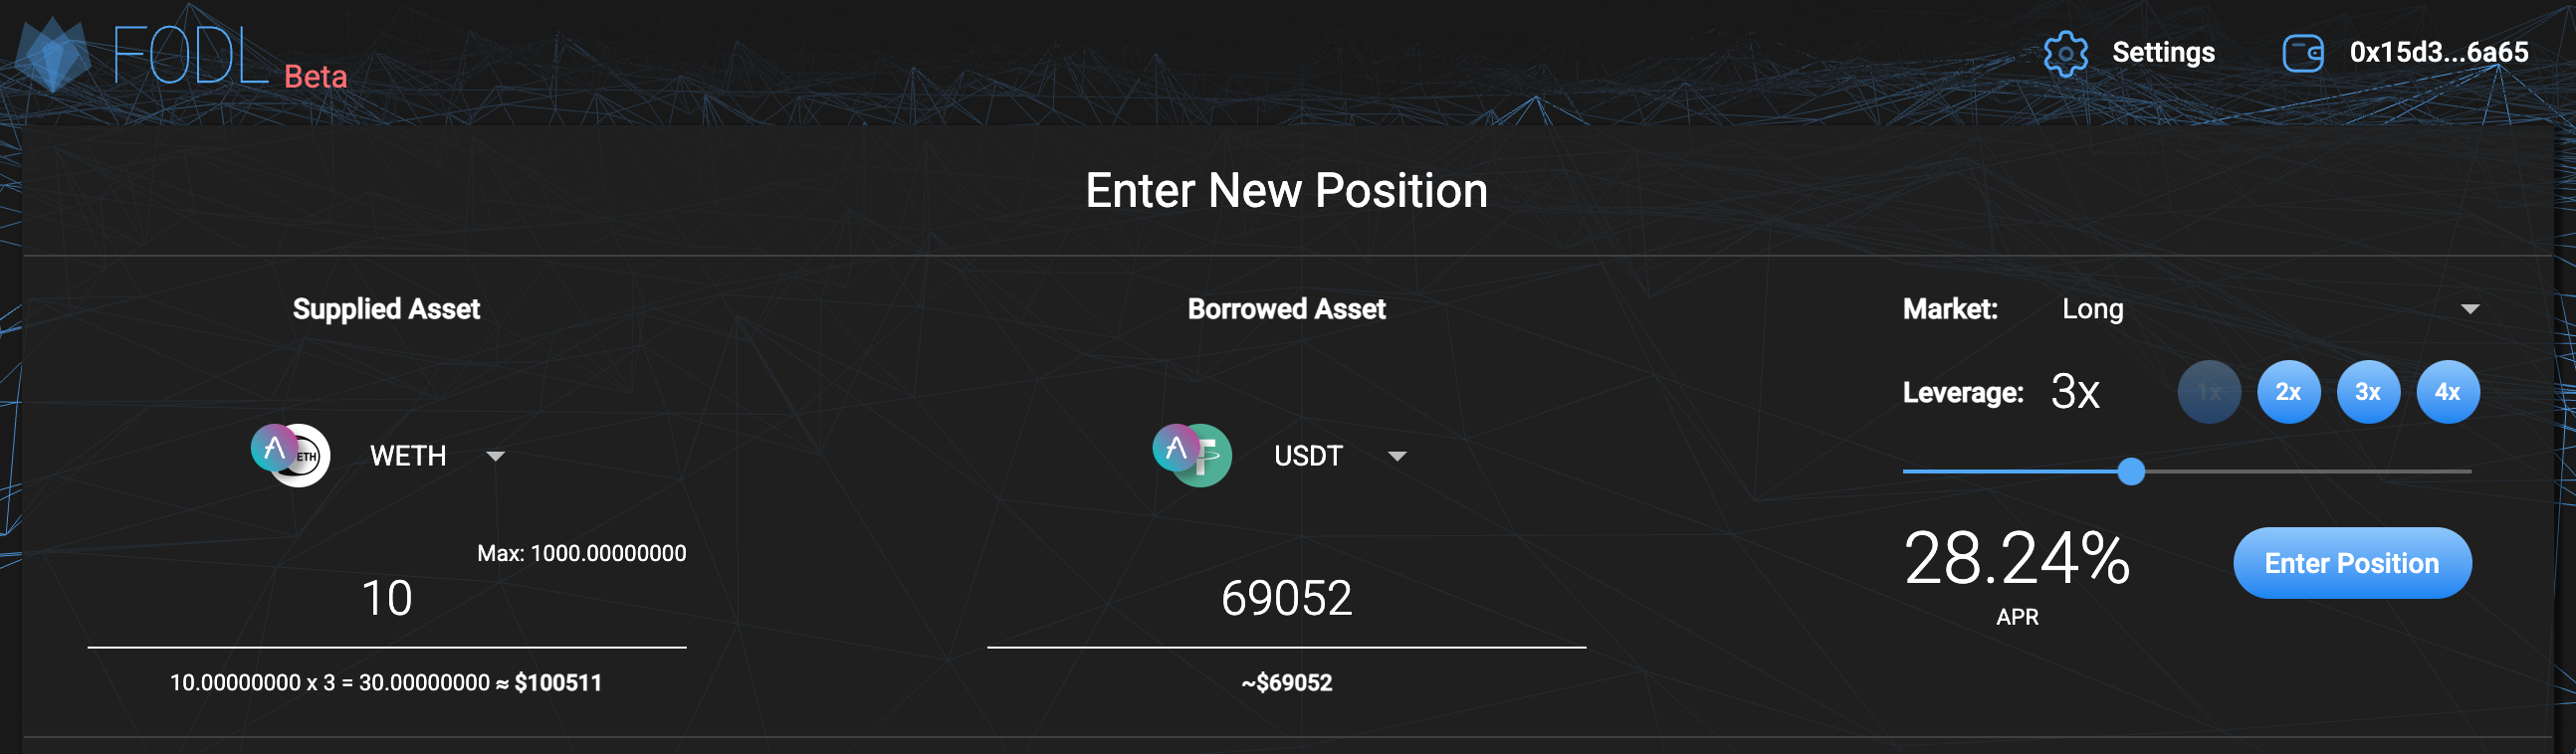 FODL Beta
Settings
0x15d3...6a65
Enter New Position
Supplied Asset
Borrowed Asset
Market: Long
Leverage: 3x
1x 2x 3x 4x
ETH
WETH
USDT
Max: 1000.00000000
10
69052
28.24%
APR
Enter Position
10.00000000 x 3 = 30.00000000 ≈ $100511
~$69052